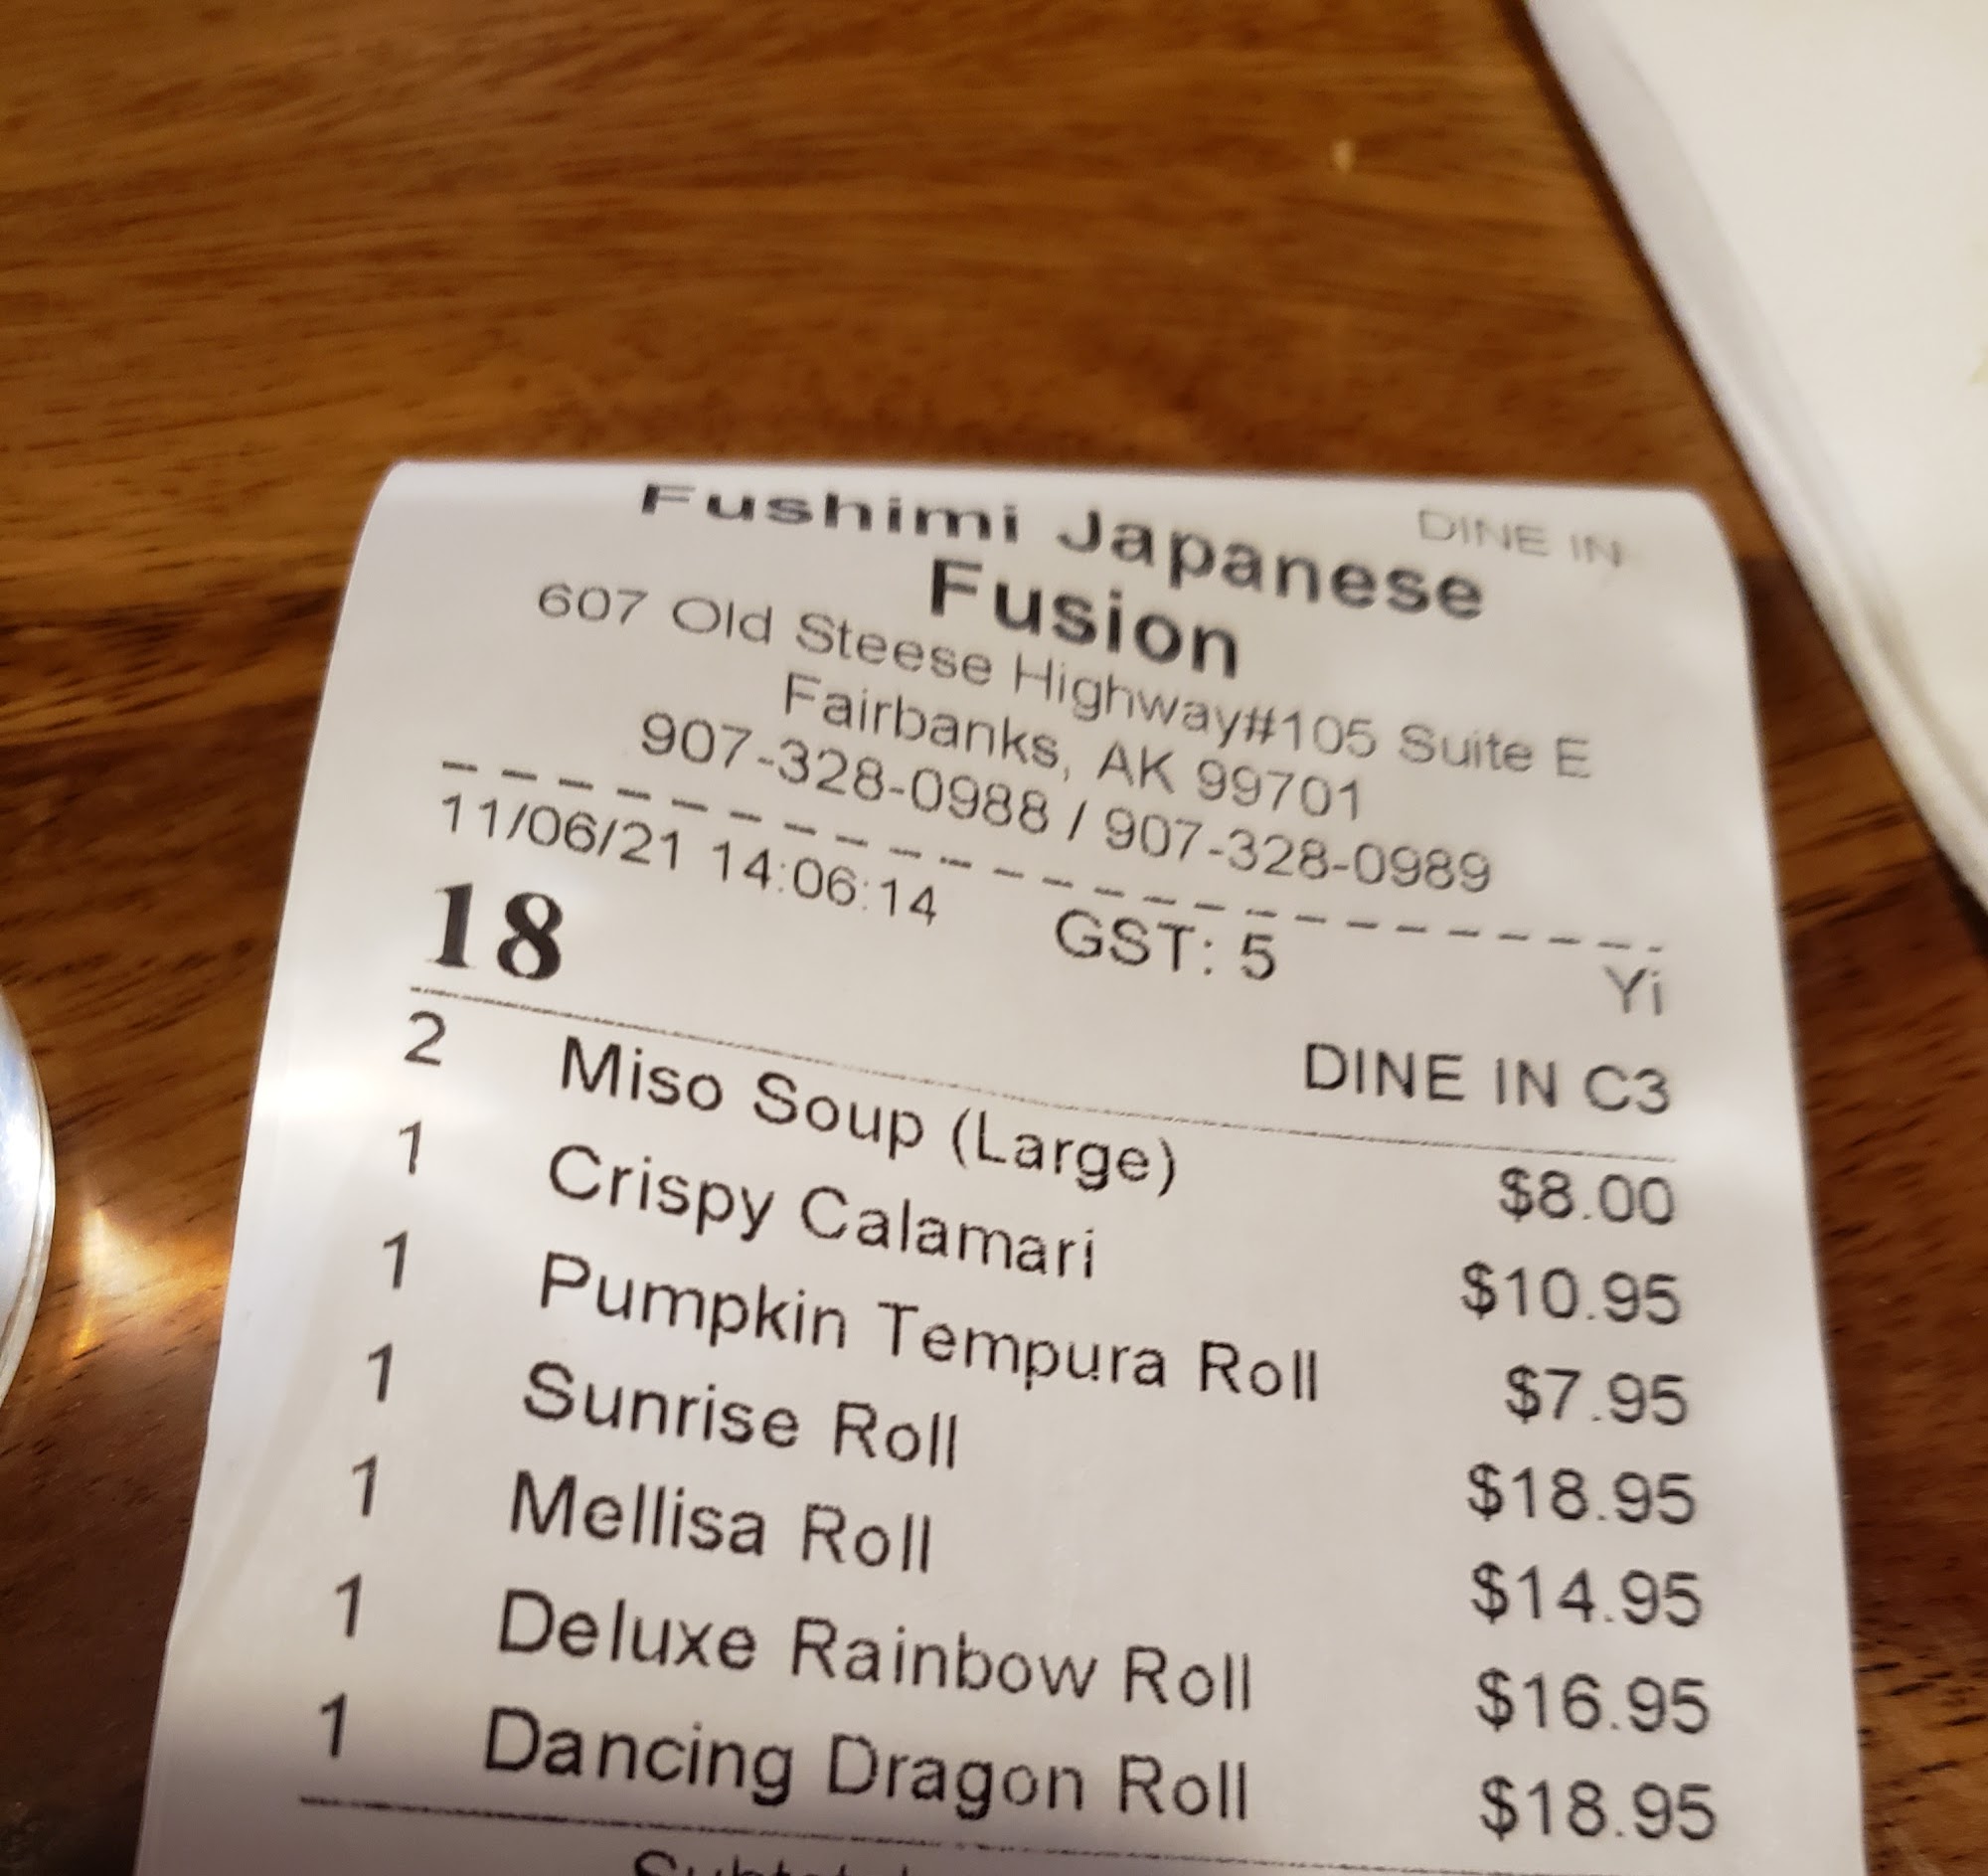 DINE IN
Fushimi Japanese
Fusion
607 Old Steese Highway#105 Suite E
Fairbanks, AK 99701
907-328-0988 / 907-328-0989
11/06/21 14:06:14 GST: 5 Yi
18 DINE IN C3
2 Miso Soup (Large) $8.00
1 Crispy Calamari $10.95
1 Pumpkin Tempura Roll $7.95
1 Sunrise Roll $18.95
1 Mellisa Roll $14.95
1 Deluxe Rainbow Roll $16.95
1 Dancing Dragon Roll $18.95